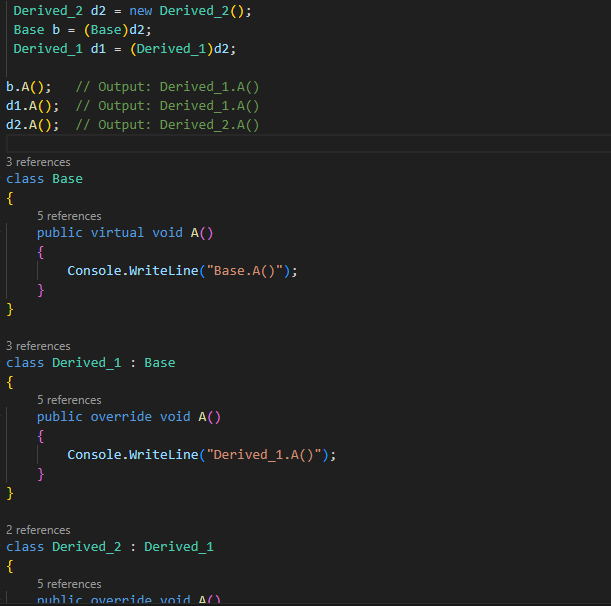 Derived_2 d2 = new Derived_2();
Base b = (Base)d2;
Derived_1 d1 = (Derived_1)d2;
b.A();   // Output: Derived_1.A()
d1.A();  // Output: Derived_1.A()
d2.A();  // Output: Derived_2.A()
3 references
class Base
{
5 references
public virtual void A()
{
Console.WriteLine("Base.A()");
}
}
3 references
class Derived_1 : Base
{
5 references
public override void A()
{
Console.WriteLine("Derived_1.A()");
}
}
2 references
class Derived_2 : Derived_1
{
5 references
public override void A()